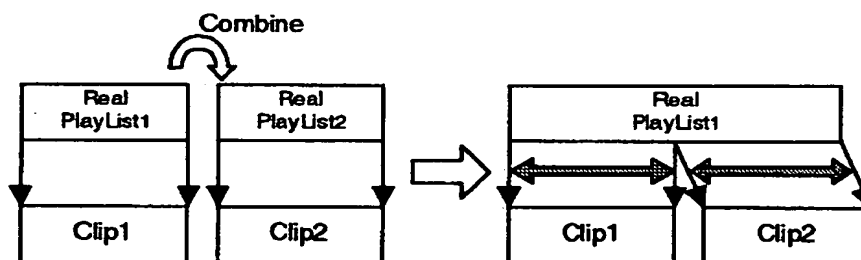 Combine
Real
PlayList1
Real
PlayList2
Real
PlayList1
Clip1
Clip2
Clip1
Clip2